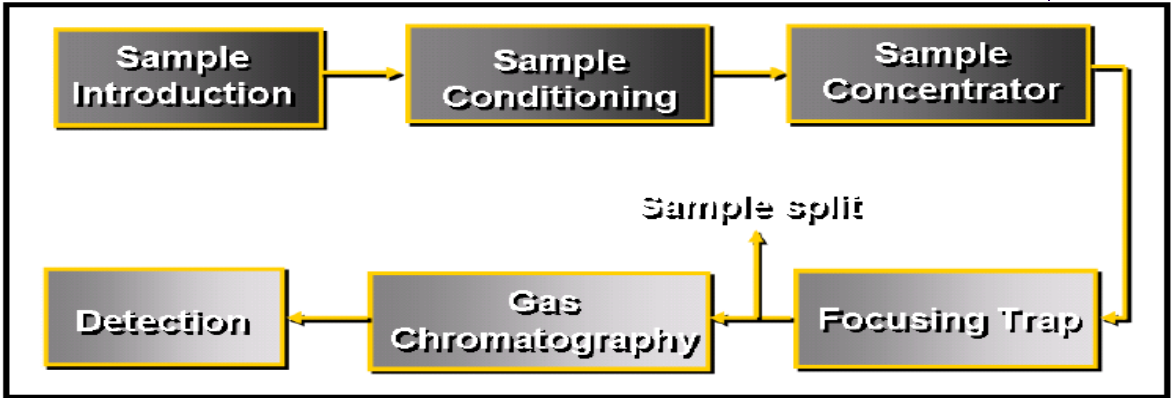 Sample
Introduction
Sample
Conditioning
Sample
Concentrator
Sample split
Focusing Trap
Gas
Chromatography
Detection